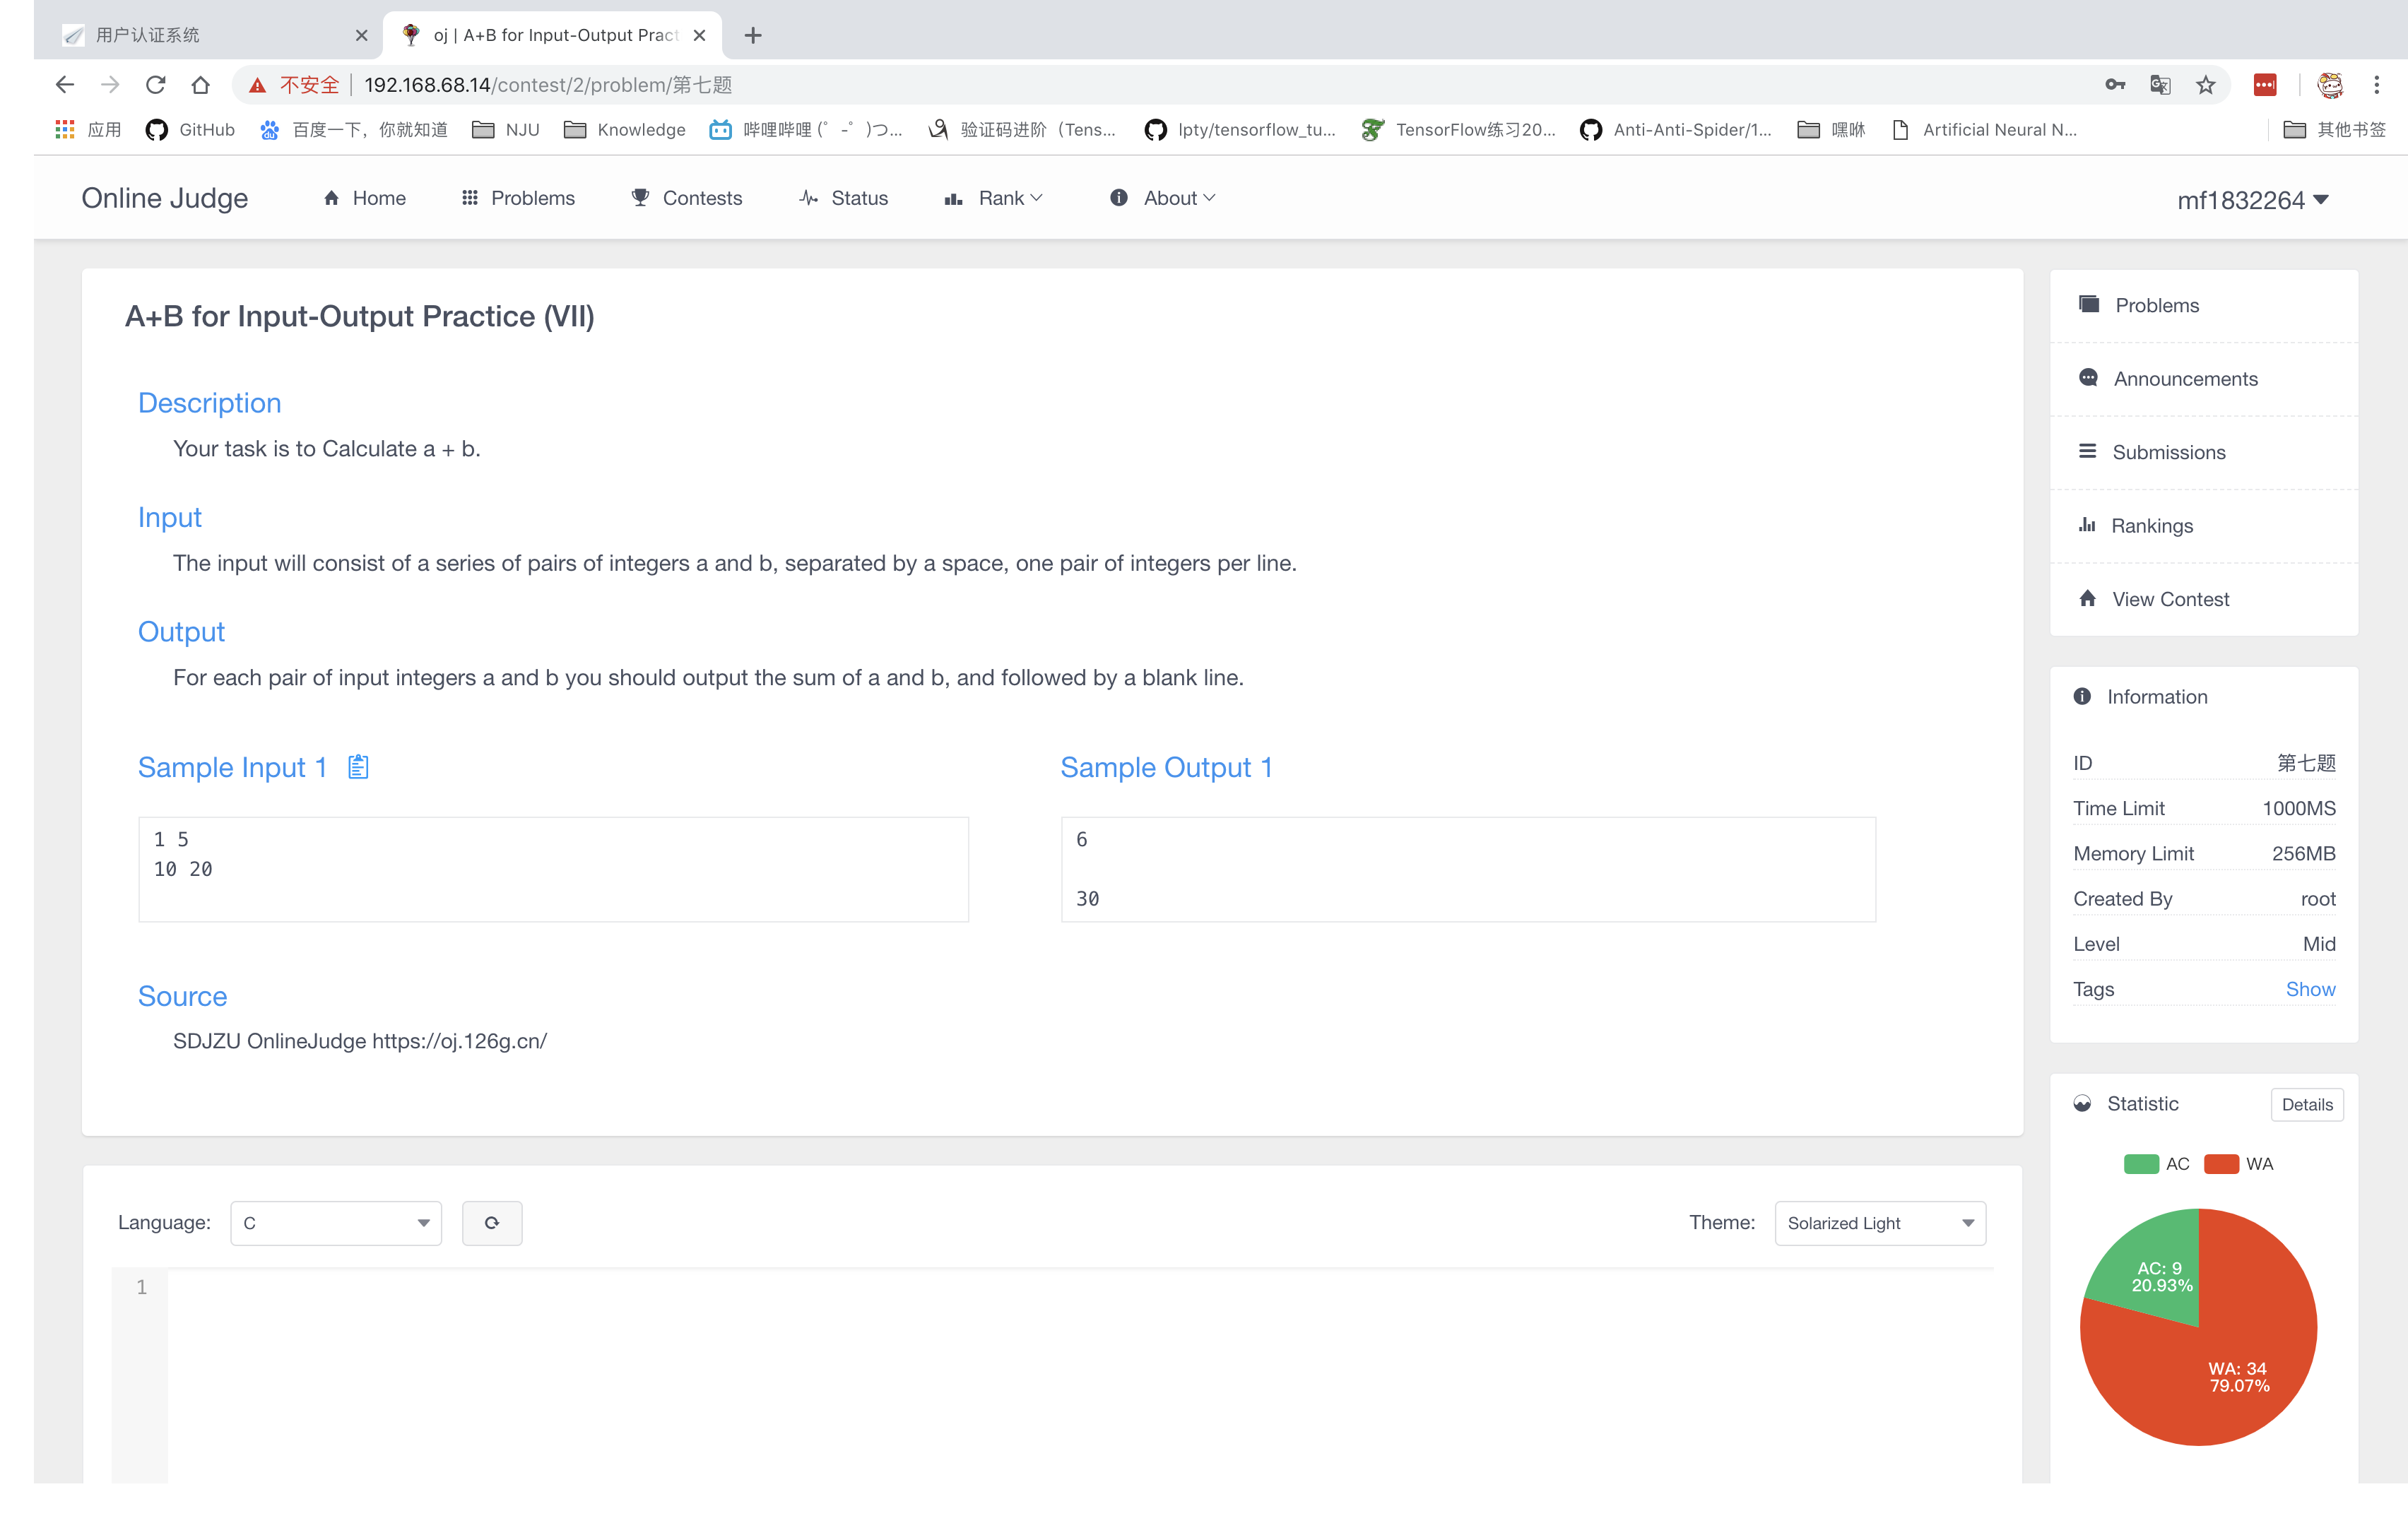 用户认证系统
oj | A+B for Input-Output Pract
不安全 | 192.168.68.14/contest/2/problem/第七题
应用 GitHub 百度一下，你就知道 NJU Knowledge 哔哩哔哩 (゜-゜)つ... 验证码进阶（Tens... lpty/tensorflow_tu... TensorFlow练习20... Anti-Anti-Spider/1... 嘿咻 Artificial Neural N... 其他书签
Online Judge Home Problems Contests Status Rank About mf1832264
A+B for Input-Output Practice (VII)
Description
Your task is to Calculate a + b.
Input
The input will consist of a series of pairs of integers a and b, separated by a space, one pair of integers per line.
Output
For each pair of input integers a and b you should output the sum of a and b, and followed by a blank line.
Sample Input 1
1 5
10 20
Sample Output 1
6
30
Source
SDJZU OnlineJudge https://oj.126g.cn/
Language: C
Theme: Solarized Light
1
Problems
Announcements
Submissions
Rankings
View Contest
Information
ID 第七题
Time Limit 1000MS
Memory Limit 256MB
Created By root
Level Mid
Tags Show
Statistic Details
AC WA
AC: 9
20.93%
WA: 34
79.07%